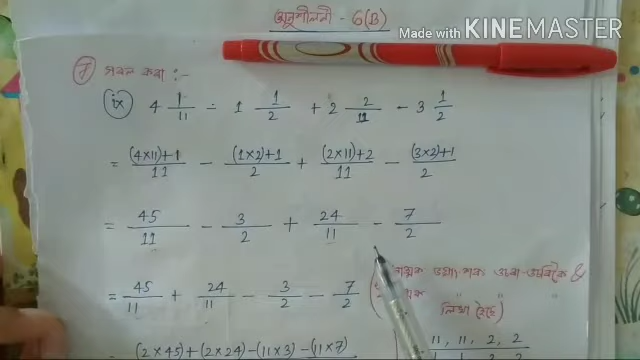 অনুশীলনী - 6(B)
Made with KINEMASTER
7 সৰল কৰা :-
ix 4 1/11 - 1 1/2 + 2 2/11 - 3 1/2
= (4×11)+1/11 - (1×2)+1/2 + (2×11)+2/11 - (3×2)+1/2
= 45/11 - 3/2 + 24/11 - 7/2
= 45/11 + 24/11 - 3/2 - 7/2
&
লিখা হৈছে)
= (2×45)+(2×24)-(11×3)-(11×7)
11, 11, 2, 2